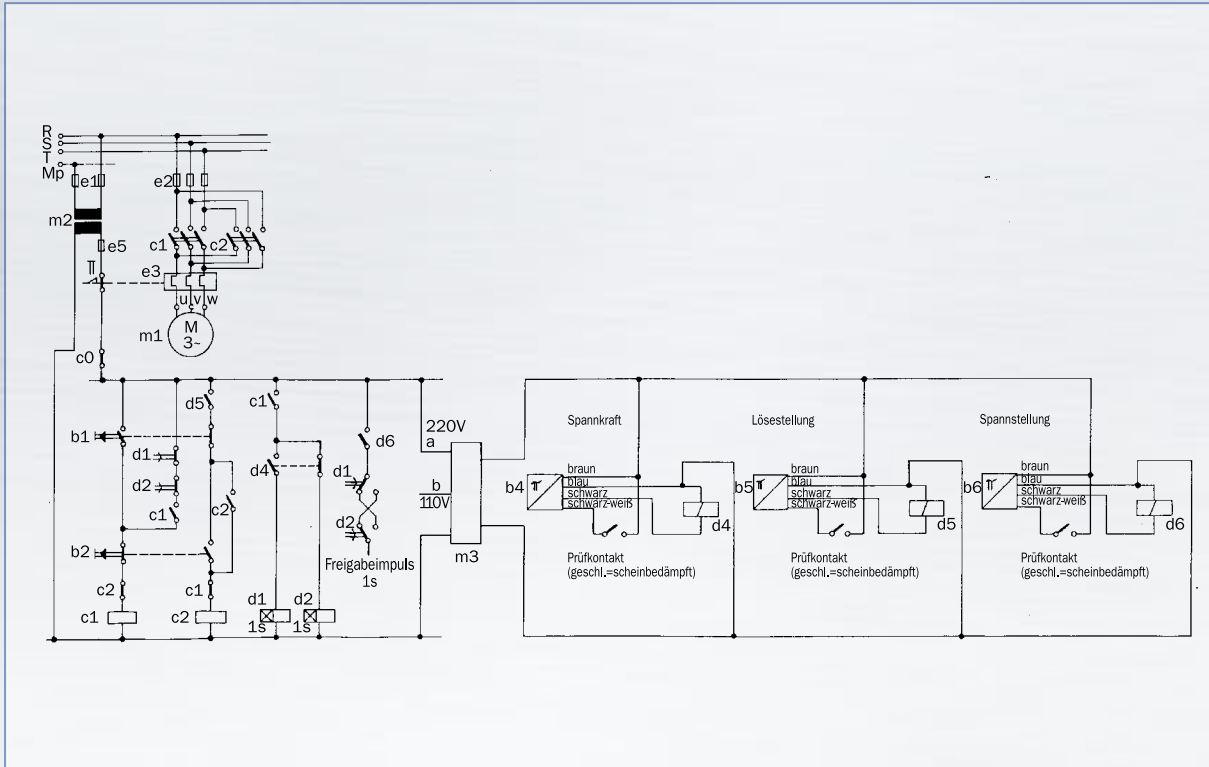 R
S
T
Mp
e1
e2
m2
e5
c1
c2
π
e3
u v w
m1
M
3~
c0
d5
c1
b1
d1
d2
c1
c2
b2
c2
c1
c1
c2
d4
d1
1s
d2
1s
d6
d1
d2
Freigabeimpuls
1s
220V
a
b
110V
m3
Spannkraft
b4
π
braun
blau
schwarz
schwarz-weiß
d4
Prüfkontakt
(geschl.=scheinbedämpft)
Lösestellung
b5
π
braun
blau
schwarz
schwarz-weiß
d5
Prüfkontakt
(geschl.=scheinbedämpft)
Spannstellung
b6
π
braun
blau
schwarz
schwarz-weiß
d6
Prüfkontakt
(geschl.=scheinbedämpft)